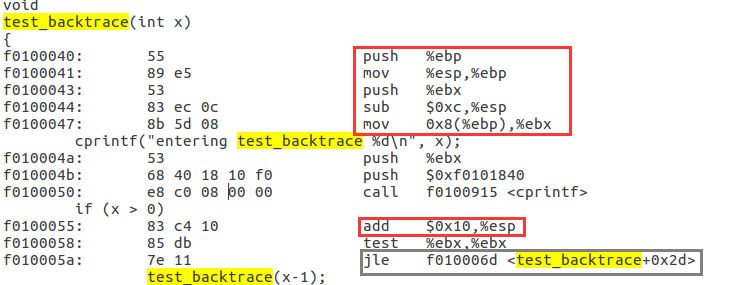 void
test_backtrace(int x)
{
f0100040: 55 push %ebp
f0100041: 89 e5 mov %esp,%ebp
f0100043: 53 push %ebx
f0100044: 83 ec 0c sub $0xc,%esp
f0100047: 8b 5d 08 mov 0x8(%ebp),%ebx
cprintf("entering test_backtrace %d\n", x);
f010004a: 53 push %ebx
f010004b: 68 40 18 10 f0 push $0xf0101840
f0100050: e8 c0 08 00 00 call f0100915 <cprintf>
if (x > 0)
f0100055: 83 c4 10 add $0x10,%esp
f0100058: 85 db test %ebx,%ebx
f010005a: 7e 11 jle f010006d <test_backtrace+0x2d>
test_backtrace(x-1);